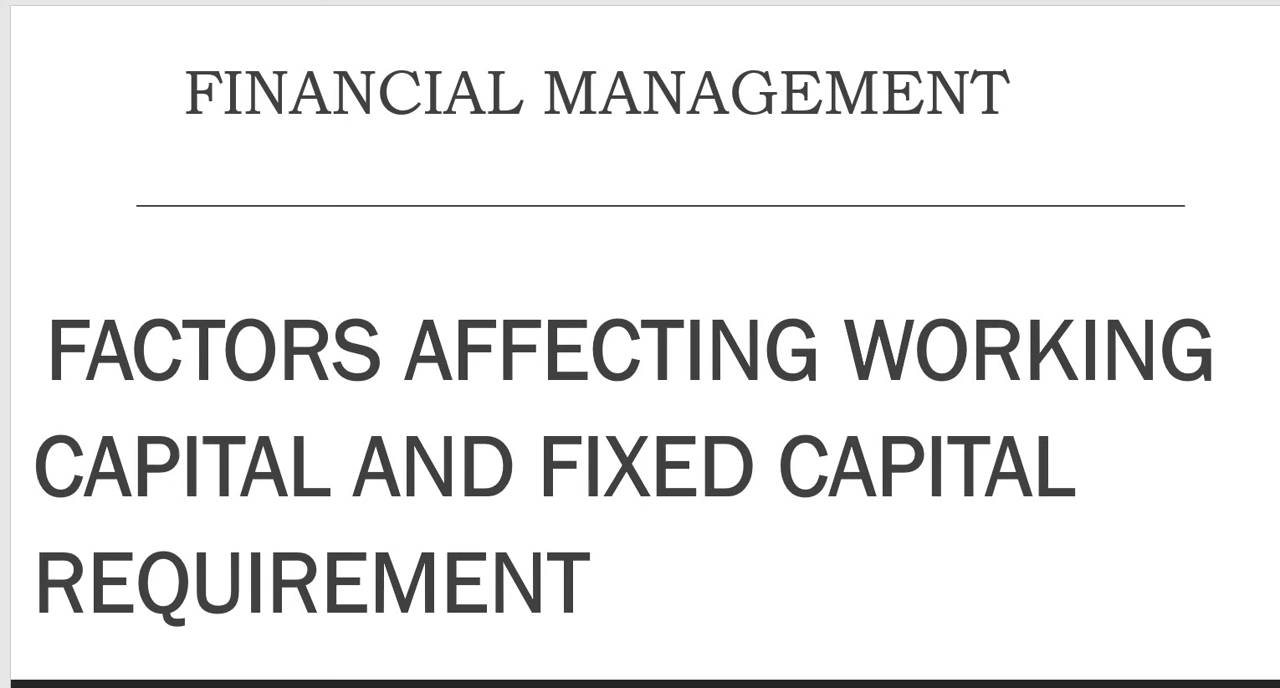 FINANCIAL MANAGEMENT
FACTORS AFFECTING WORKING
CAPITAL AND FIXED CAPITAL
REQUIREMENT